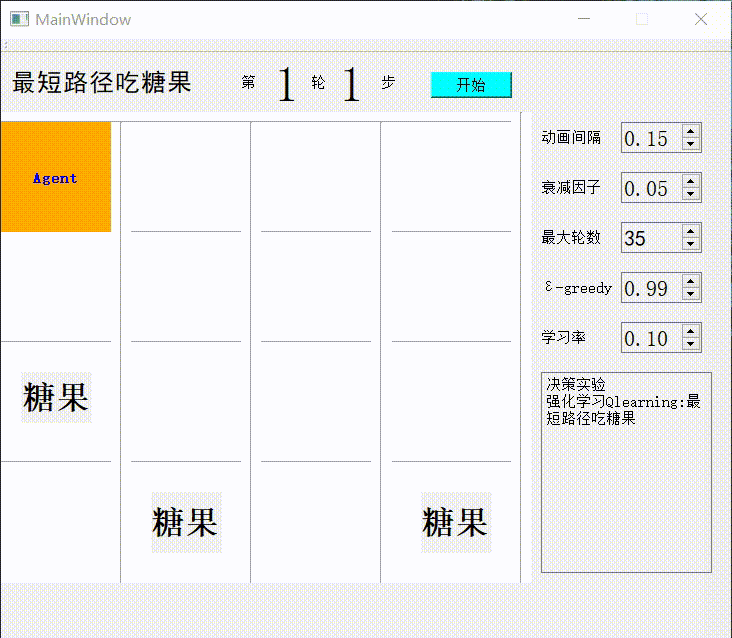 MainWindow
最短路径吃糖果 第 1 轮 1 步 开始
动画间隔 0.15
Agent
衰减因子 0.05
最大轮数 35
ε-greedy 0.99
学习率 0.10
糖果
决策实验
强化学习Qlearning:最
短路径吃糖果
糖果 糖果